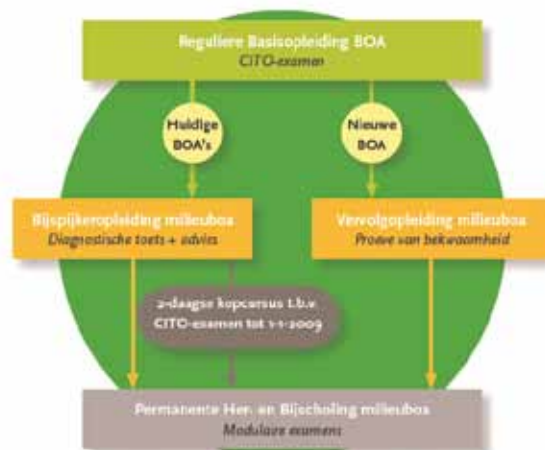 Reguliere Basisopleiding BOA
CITO-examen
Huidige
BOA's
Nieuwe
BOA
Bijspijkeropleiding milieuboa
Diagnostische toets + advies
Vervolgopleiding milieuboa
Proeve van bekwaamheid
2-daagse kopcursus t.b.v.
CITO-examen tot 1-1-2009
Permanente Her- en Bijscholing milieuboa
Modulaire examens